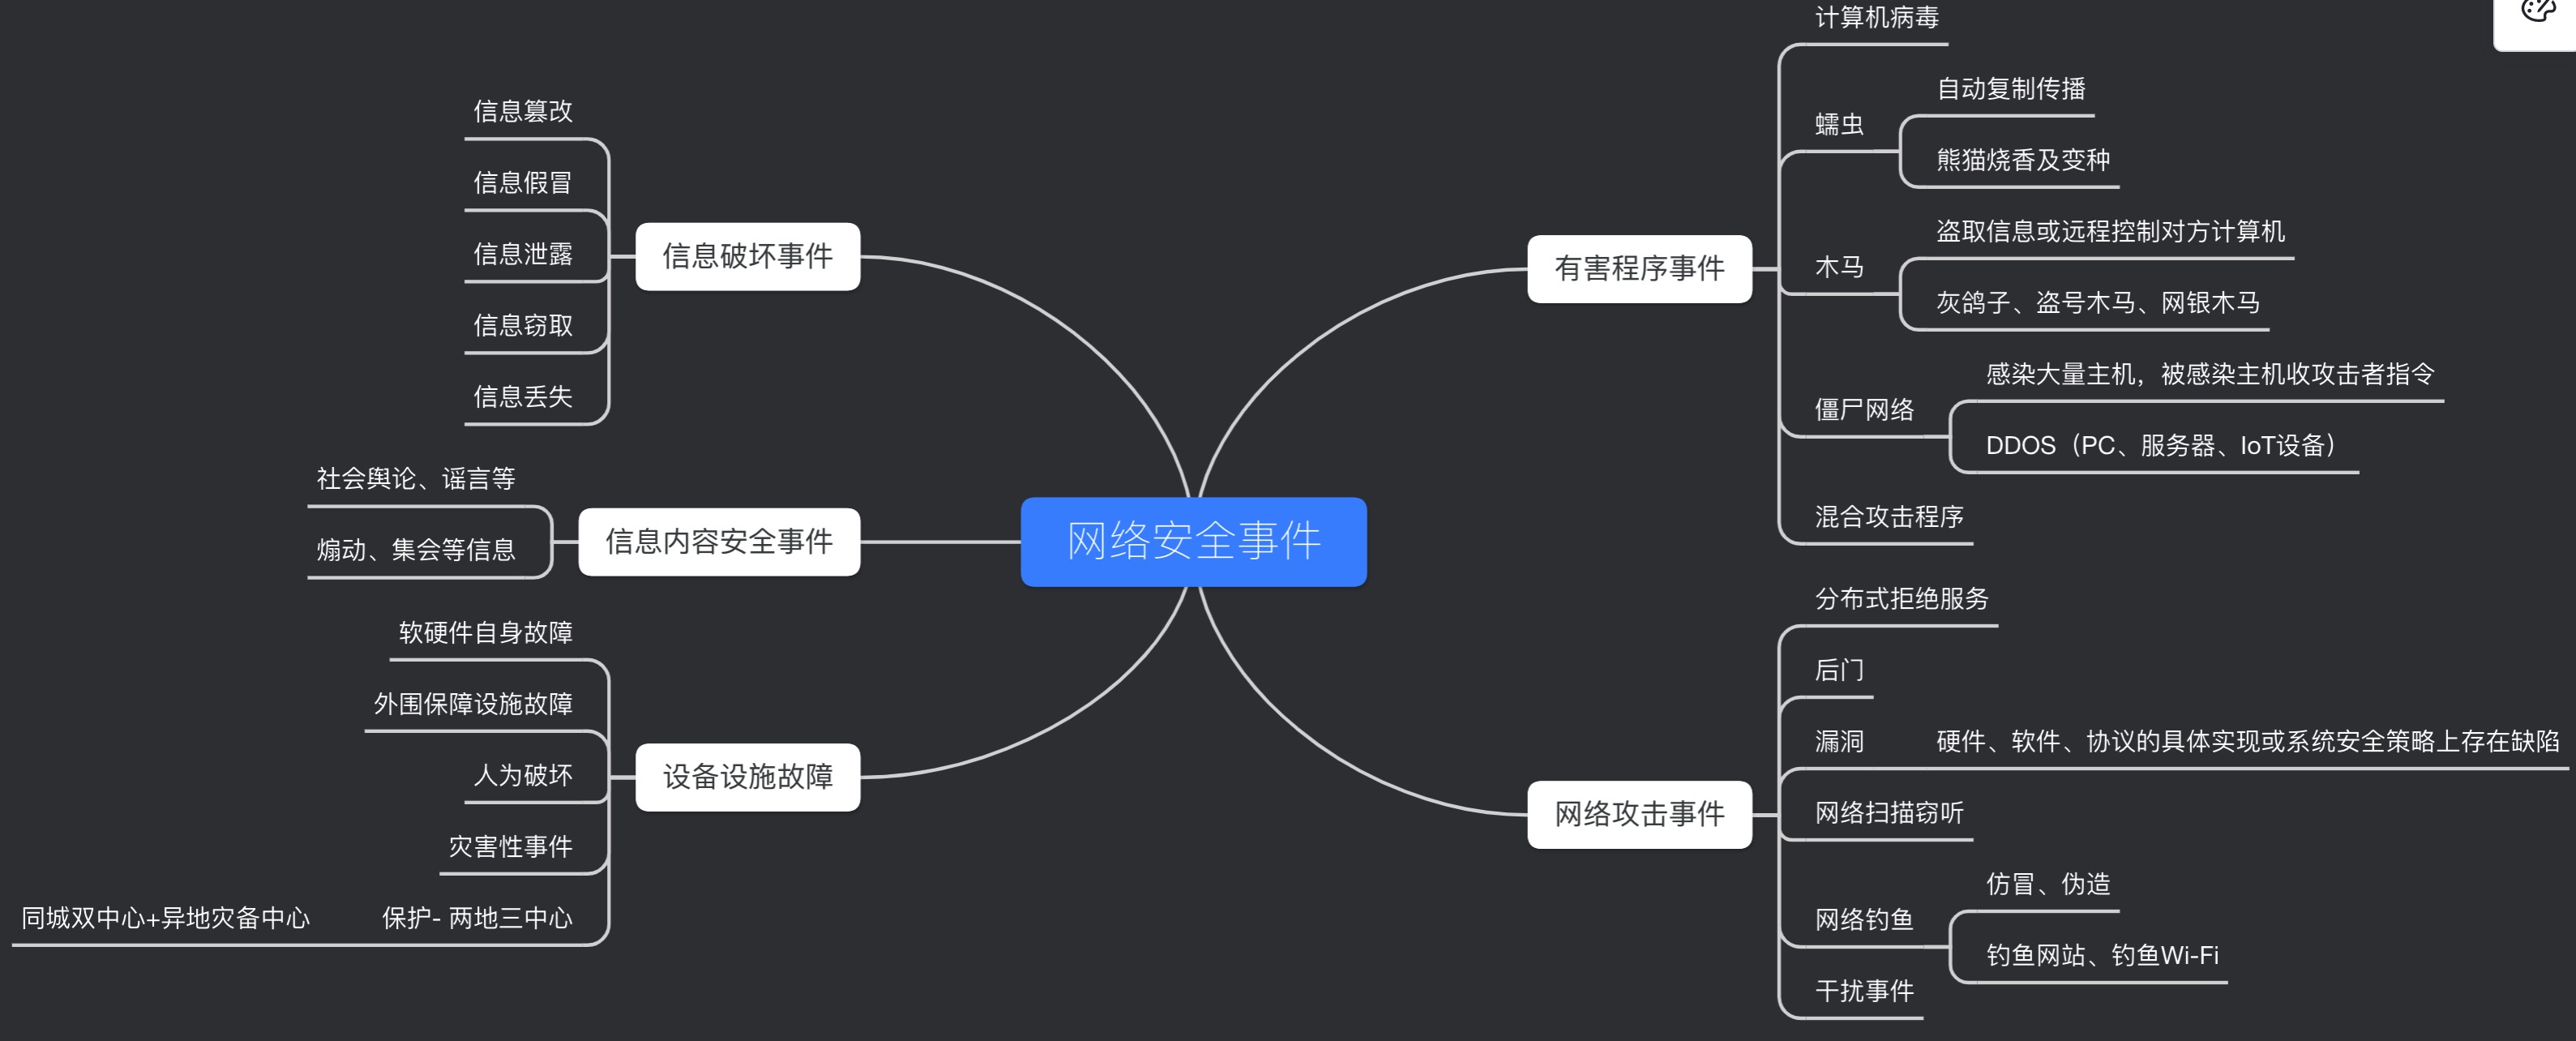 网络安全事件
有害程序事件
计算机病毒
蠕虫
自动复制传播
熊猫烧香及变种
木马
盗取信息或远程控制对方计算机
灰鸽子、盗号木马、网银木马
僵尸网络
感染大量主机，被感染主机收攻击者指令
DDOS（PC、服务器、IoT设备）
混合攻击程序
网络攻击事件
分布式拒绝服务
后门
漏洞
硬件、软件、协议的具体实现或系统安全策略上存在缺陷
网络扫描窃听
网络钓鱼
仿冒、伪造
钓鱼网站、钓鱼Wi-Fi
干扰事件
信息破坏事件
信息篡改
信息假冒
信息泄露
信息窃取
信息丢失
信息内容安全事件
社会舆论、谣言等
煽动、集会等信息
设备设施故障
软硬件自身故障
外围保障设施故障
人为破坏
灾害性事件
保护- 两地三中心
同城双中心+异地灾备中心